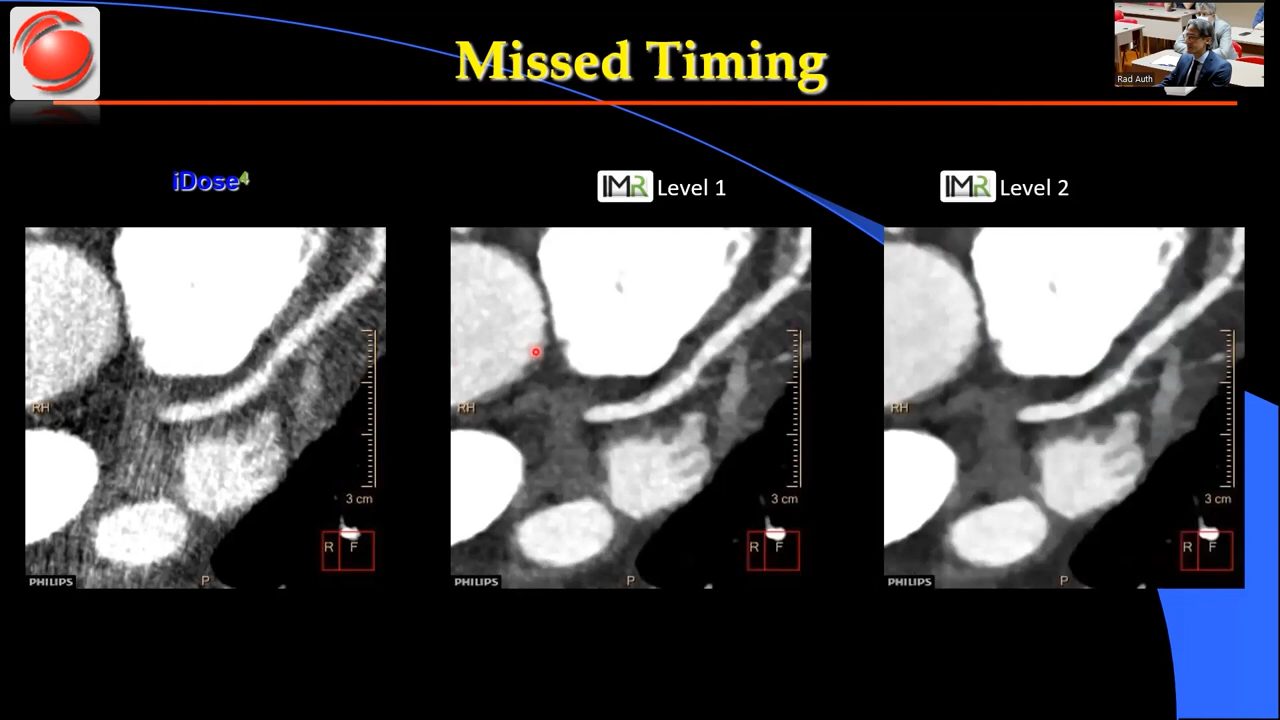 Missed Timing
Rad Auth
iDose4
IMR Level 1
IMR Level 2
RH
3 cm
R F
PHILIPS
P
RH
3 cm
R F
PHILIPS
P
RH
3 cm
R F
PHILIPS
P